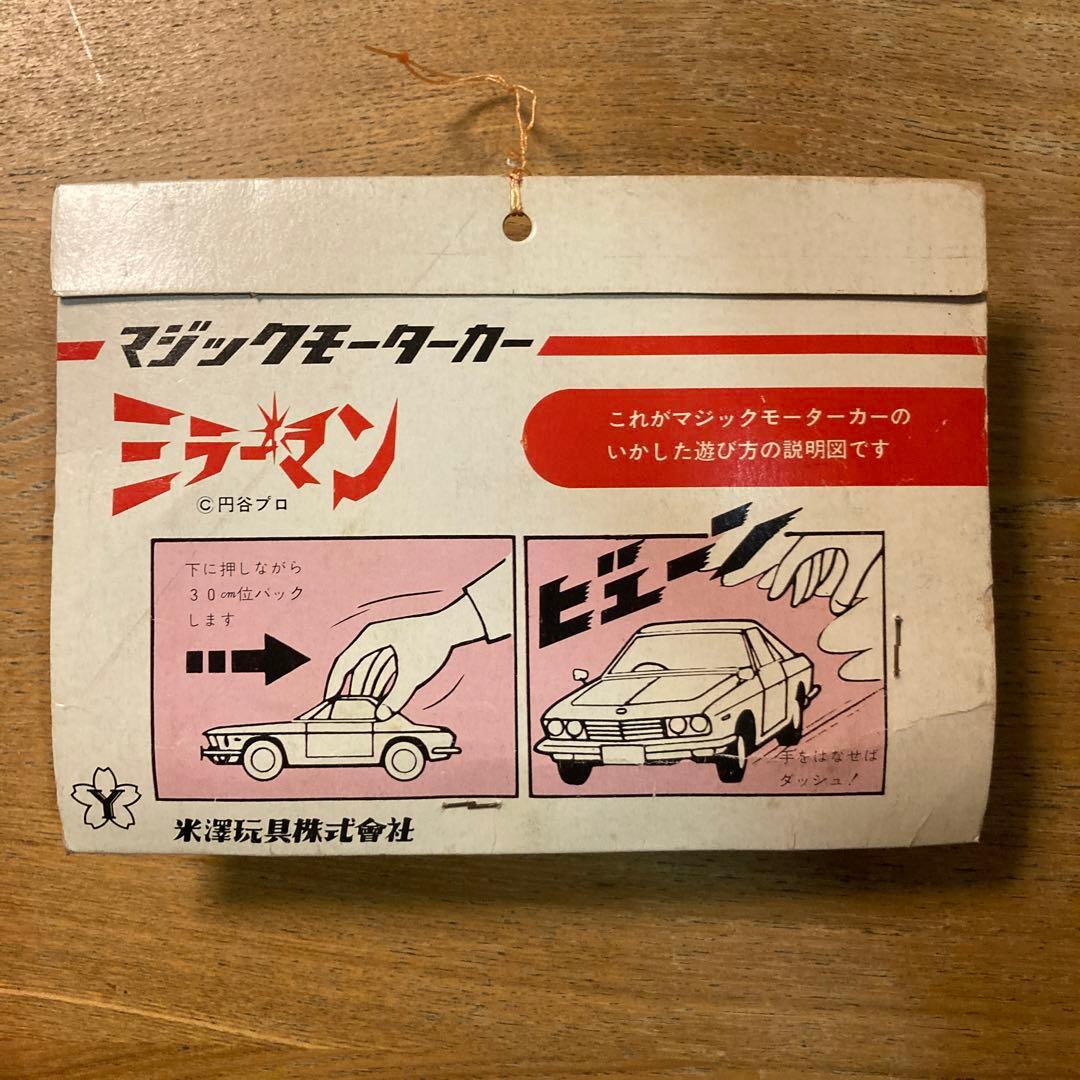 マジックモーターカー
ミラーマン
©円谷プロ
これがマジックモーターカーの
いかした遊び方の説明図です
下に押しながら
30cm位バック
します
ビューン
手をはなせば
ダッシュ!
Y
米澤玩具株式會社